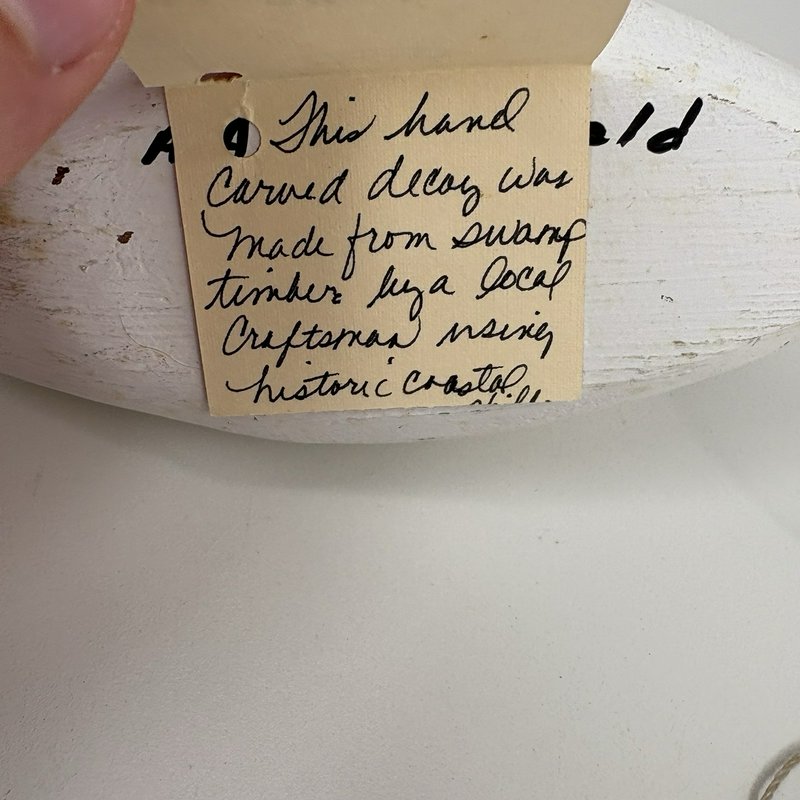 This hand
carved decoy was
made from swamp
timber by a local
craftsman using
historic coastal